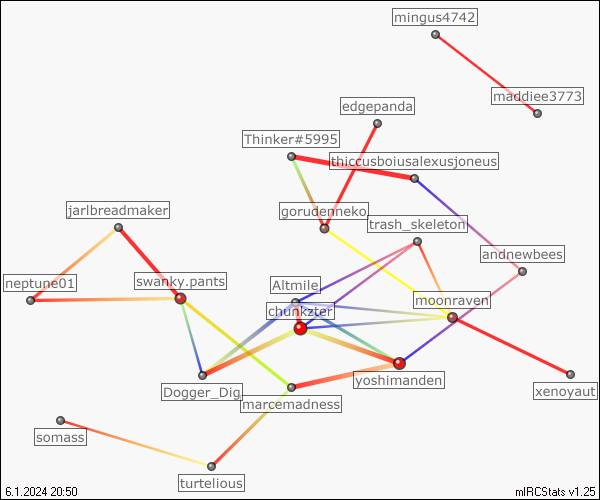 mingus4742
maddiee3773
edgepanda
Thinker#5995
thiccusboiusalexusjoneus
jarlbreadmaker
gorudenneko
trash_skeleton
andnewbees
neptune01
swanky.pants
Altmile
moonraven
chunkzter
Dogger_Dig
yoshimanden
xenoyaut
marcemadness
somass
turtelious
6.1.2024 20:50
mIRCStats v1.25